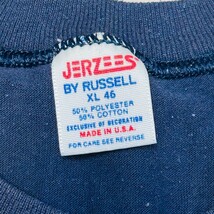 JERZEES
BY RUSSELL
XL 46
50% POLYESTER
50% COTTON
EXCLUSIVE OF DECORATION
MADE IN U.S.A.
FOR CARE SEE REVERSE